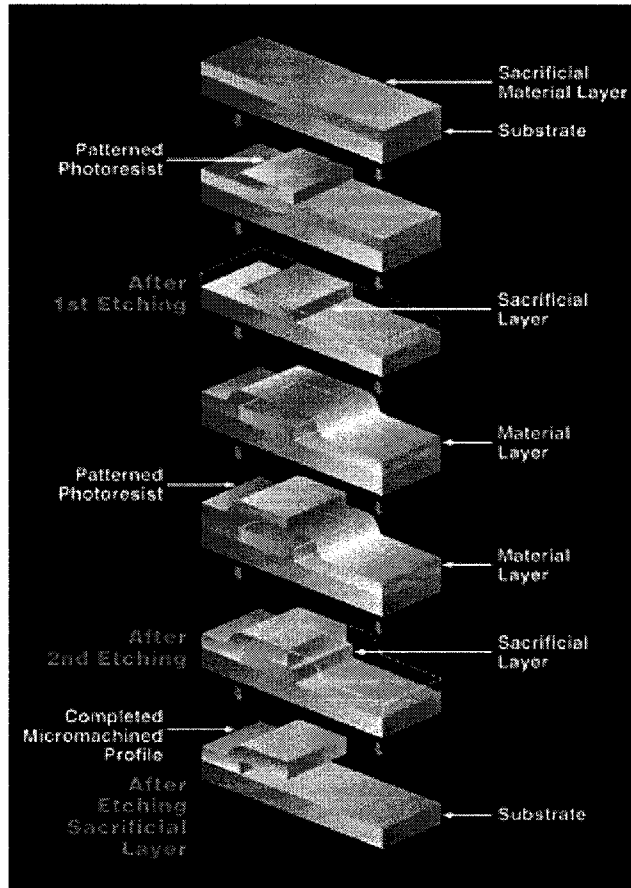 Sacrificial
Material Layer
Substrate
Patterned
Photoresist
After
1st Etching
Sacrificial
Layer
Material
Layer
Patterned
Photoresist
Material
Layer
After
2nd Etching
Sacrificial
Layer
Completed
Micromachined
Profile
After
Etching
Sacrificial
Layer
Substrate